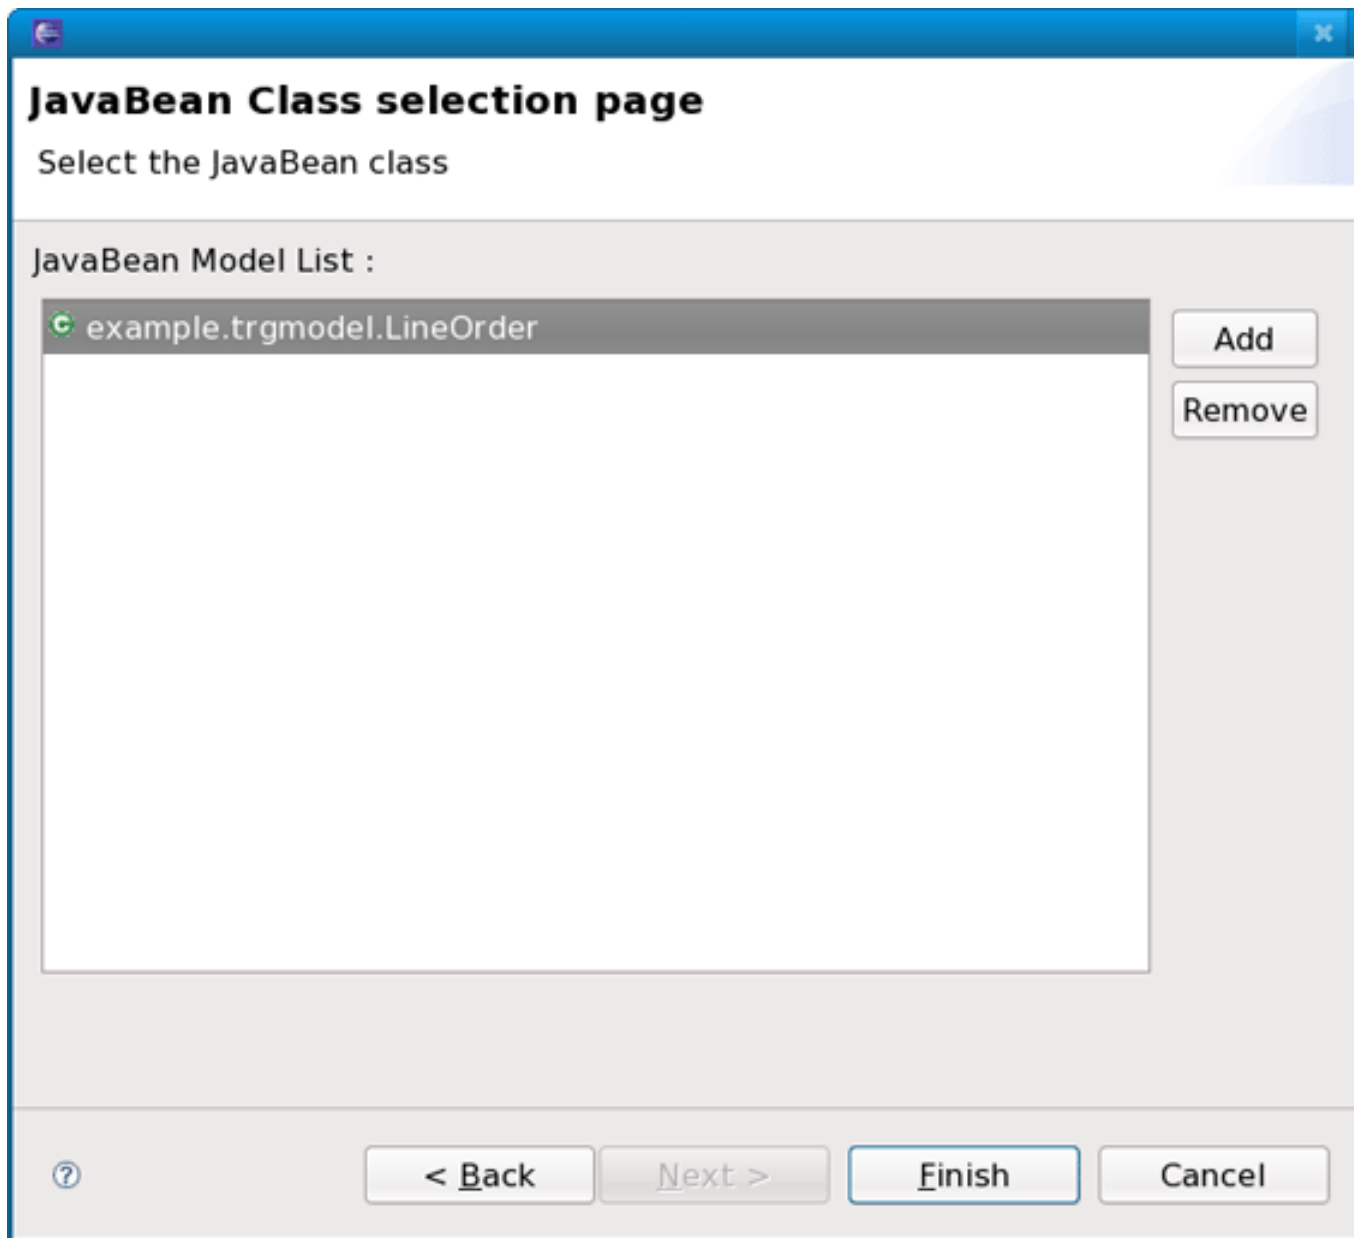 JavaBean Class selection page
Select the JavaBean class
JavaBean Model List :
example.trgmodel.LineOrder
Add
Remove
< Back
Next >
Finish
Cancel